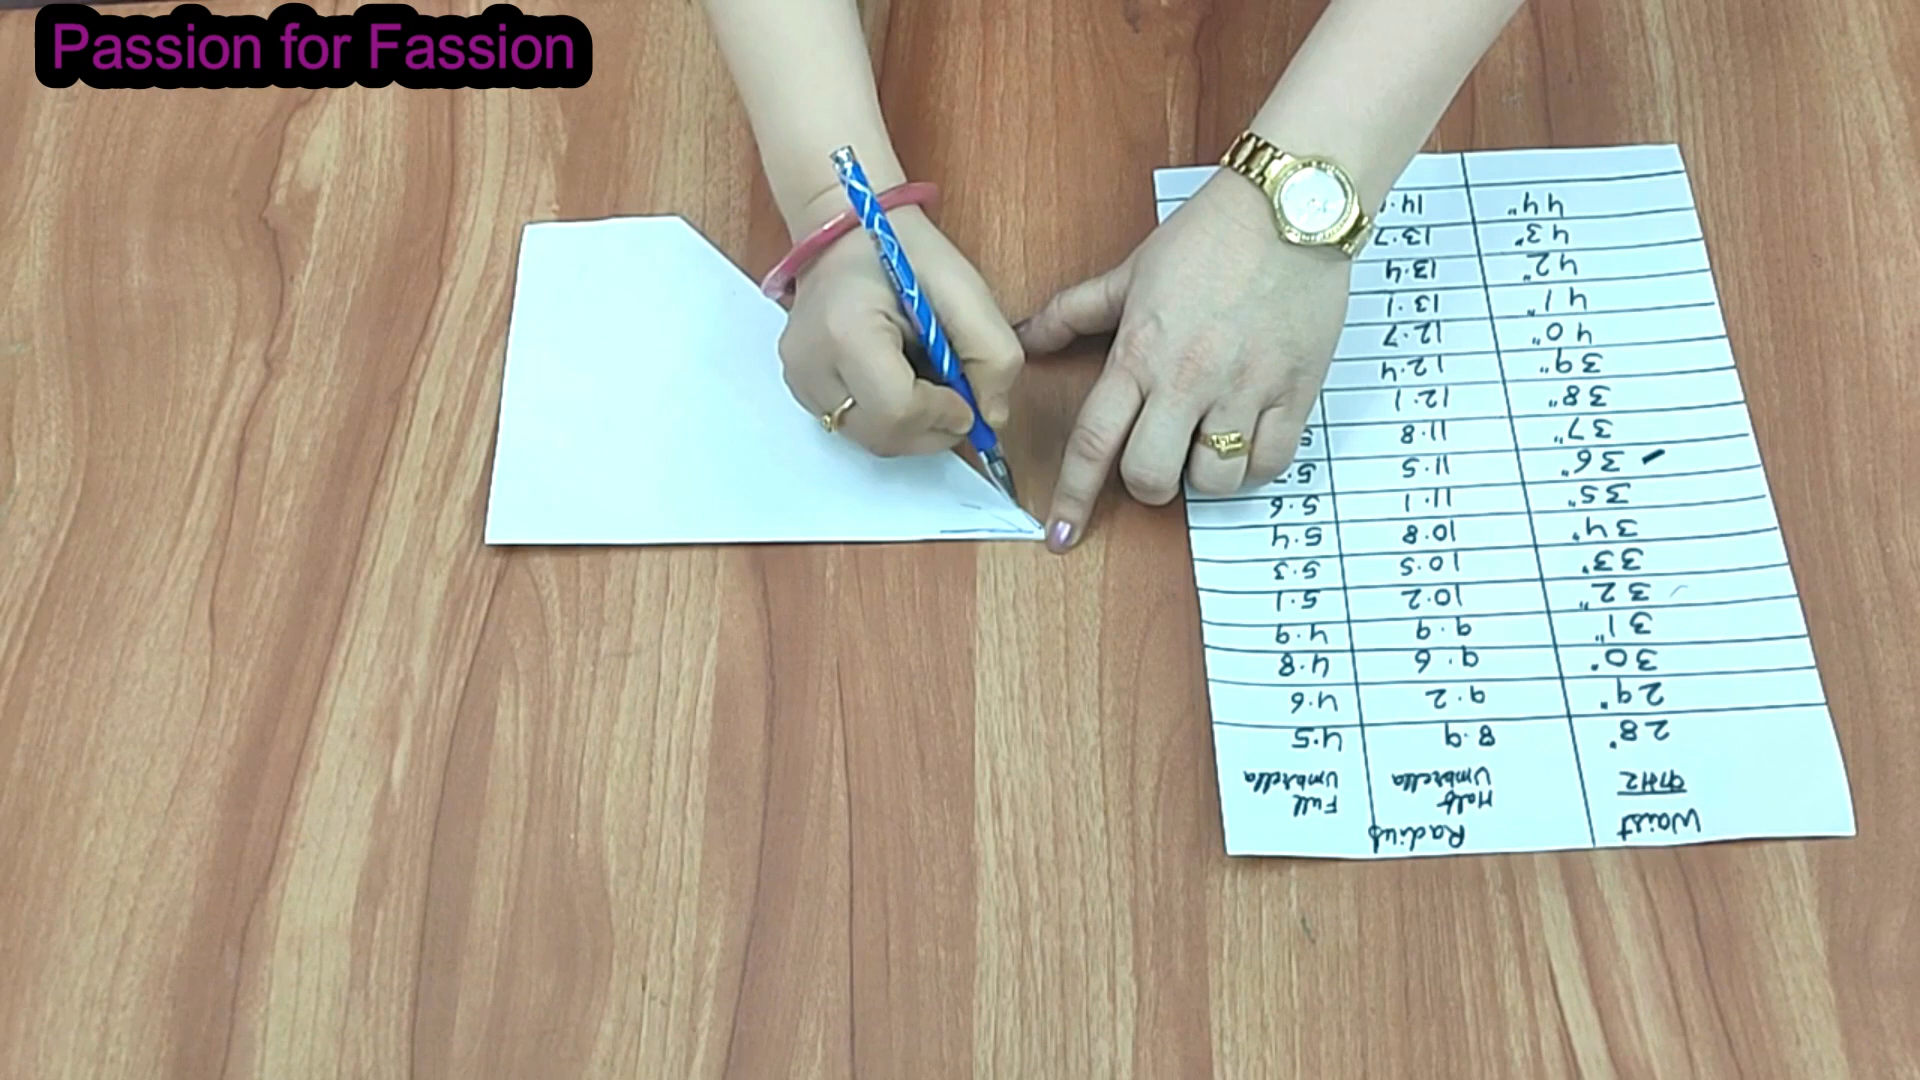 Passion for Fassion
Waist Radius
Half Full
Umbrella Umbrella
28" 8.9 4.5
29" 9.2 4.6
30" 9.6 4.8
31" 9.9 4.9
32" 10.2 5.1
33" 10.5 5.3
34" 10.8 5.4
35" 11.1 5.6
36" 11.5 5.7
37" 11.8
38" 12.1
39" 12.4
40" 12.7
41" 13.1
42" 13.4
43" 13.7
44"